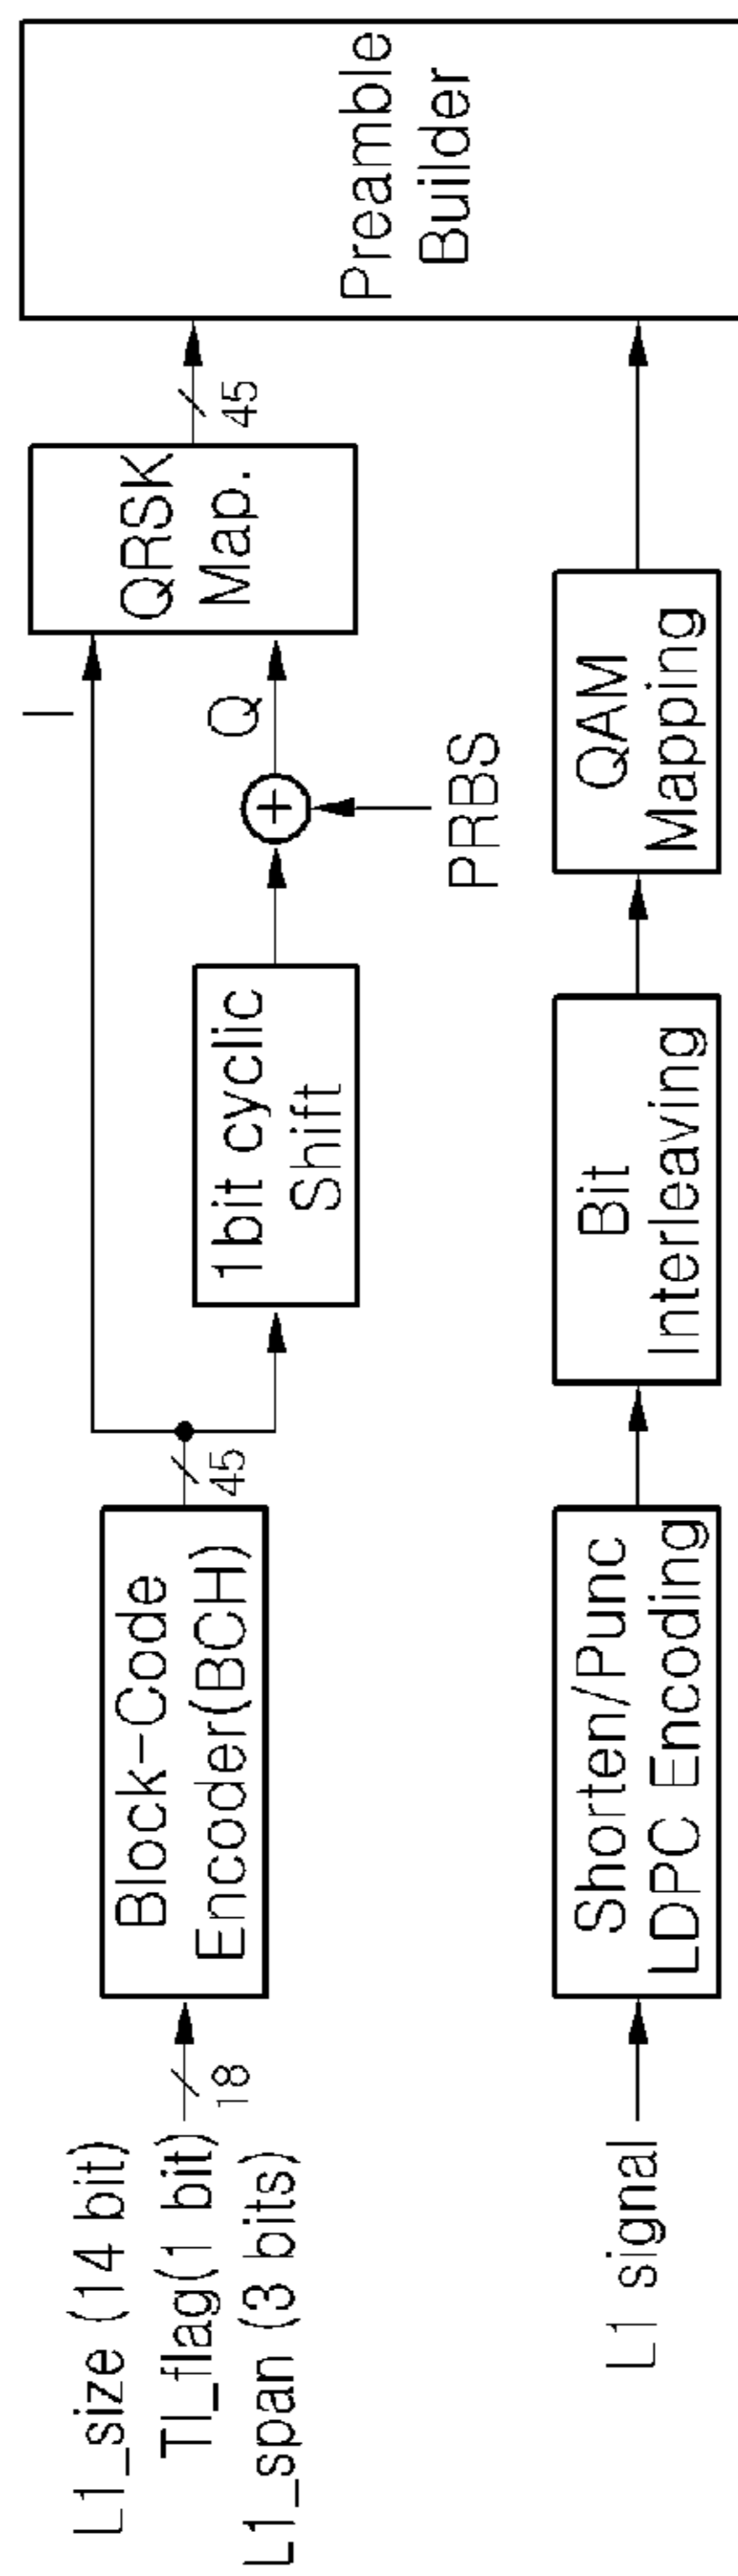 L1_size (14 bit)
TI_flag(1 bit)
L1_span (3 bits)
18
Block-Code
Encoder(BCH)
45
1bit cyclic
Shift
PRBS
+
I
Q
QRSK
Map.
45
Preamble
Builder
L1 signal
Shorten/Punc
LDPC Encoding
Bit
Interleaving
QAM
Mapping